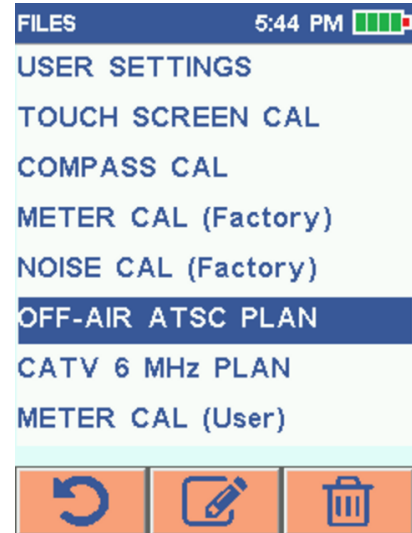 FILES 5:44 PM
USER SETTINGS
TOUCH SCREEN CAL
COMPASS CAL
METER CAL (Factory)
NOISE CAL (Factory)
OFF-AIR ATSC PLAN
CATV 6 MHz PLAN
METER CAL (User)